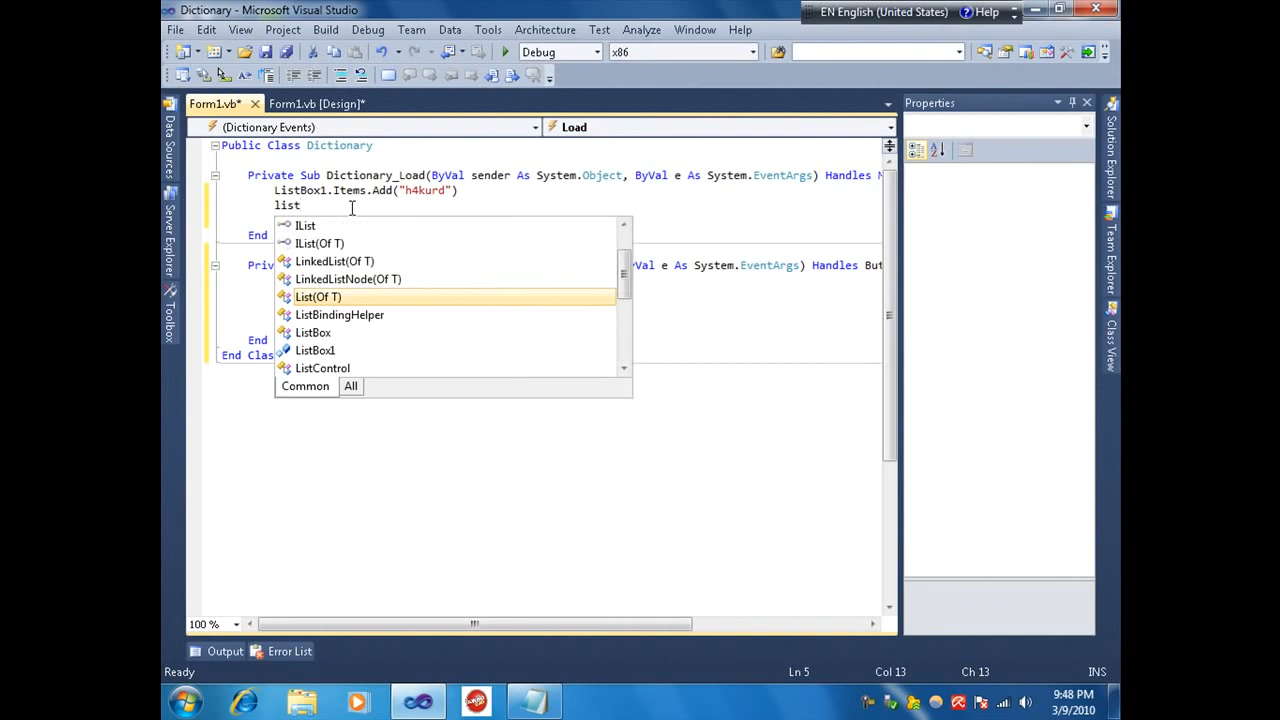 Dictionary - Microsoft Visual Studio
EN English (United States)
Help
File Edit View Project Build Debug Team Data Tools Architecture Test Analyze Window Help
Debug
x86
Form1.vb*
Form1.vb [Design]*
Properties
(Dictionary Events)
Load
Public Class Dictionary
Private Sub Dictionary_Load(ByVal sender As System.Object, ByVal e As System.EventArgs) Handles
ListBox1.Items.Add("h4kurd")
list
IList
End
IList(Of T)
LinkedList(Of T)
LinkedListNode(Of T)
List(Of T)
ListBindingHelper
ListBox
ListBox1
ListControl
Common
All
Val e As System.EventArgs) Handles
End
Data Sources
Server Explorer
Toolbox
Solution Explorer
Team Explorer
Class View
100 %
Output
Error List
Ready
Ln 5
Col 13
Ch 13
INS
9:48 PM
3/9/2010